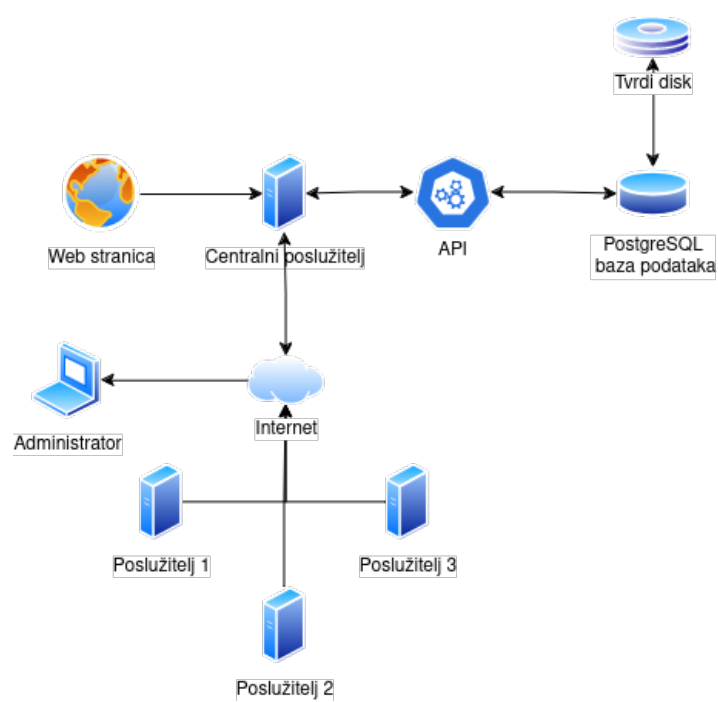 Tvrdi disk
Web stranica
Centralni poslužitelj
API
PostgreSQL
baza podataka
Administrator
Internet
Poslužitelj 1
Poslužitelj 3
Poslužitelj 2